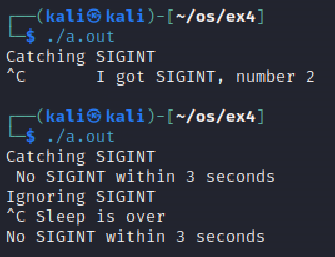 ┌──(kali㉿kali)-[~/os/ex4]
└─$ ./a.out
Catching SIGINT
^C       I got SIGINT, number 2
┌──(kali㉿kali)-[~/os/ex4]
└─$ ./a.out
Catching SIGINT
 No SIGINT within 3 seconds
Ignoring SIGINT
^C Sleep is over
No SIGINT within 3 seconds